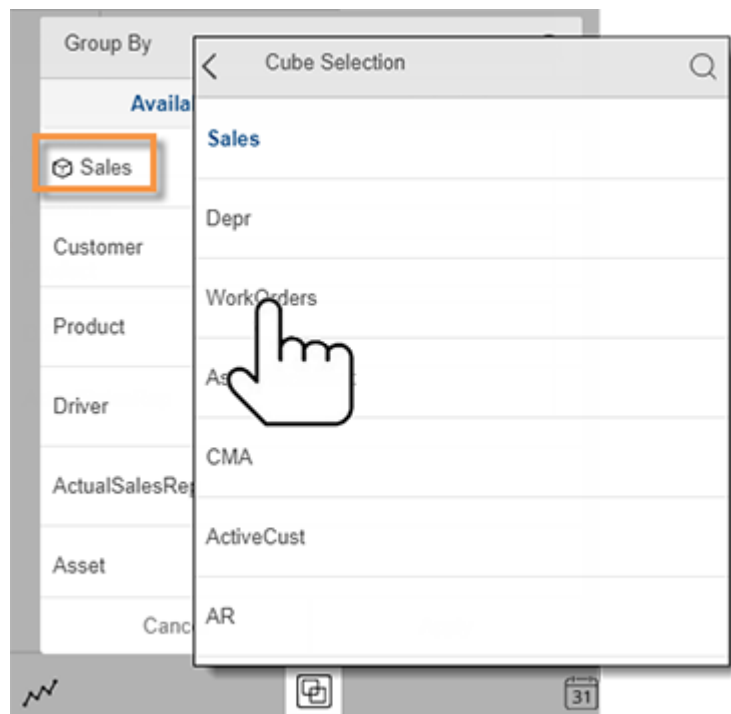 Group By
Availa
Sales
Customer
Product
Driver
ActualSalesRe
Asset
Canc
Cube Selection
Sales
Depr
WorkOrders
As
CMA
ActiveCust
AR
31